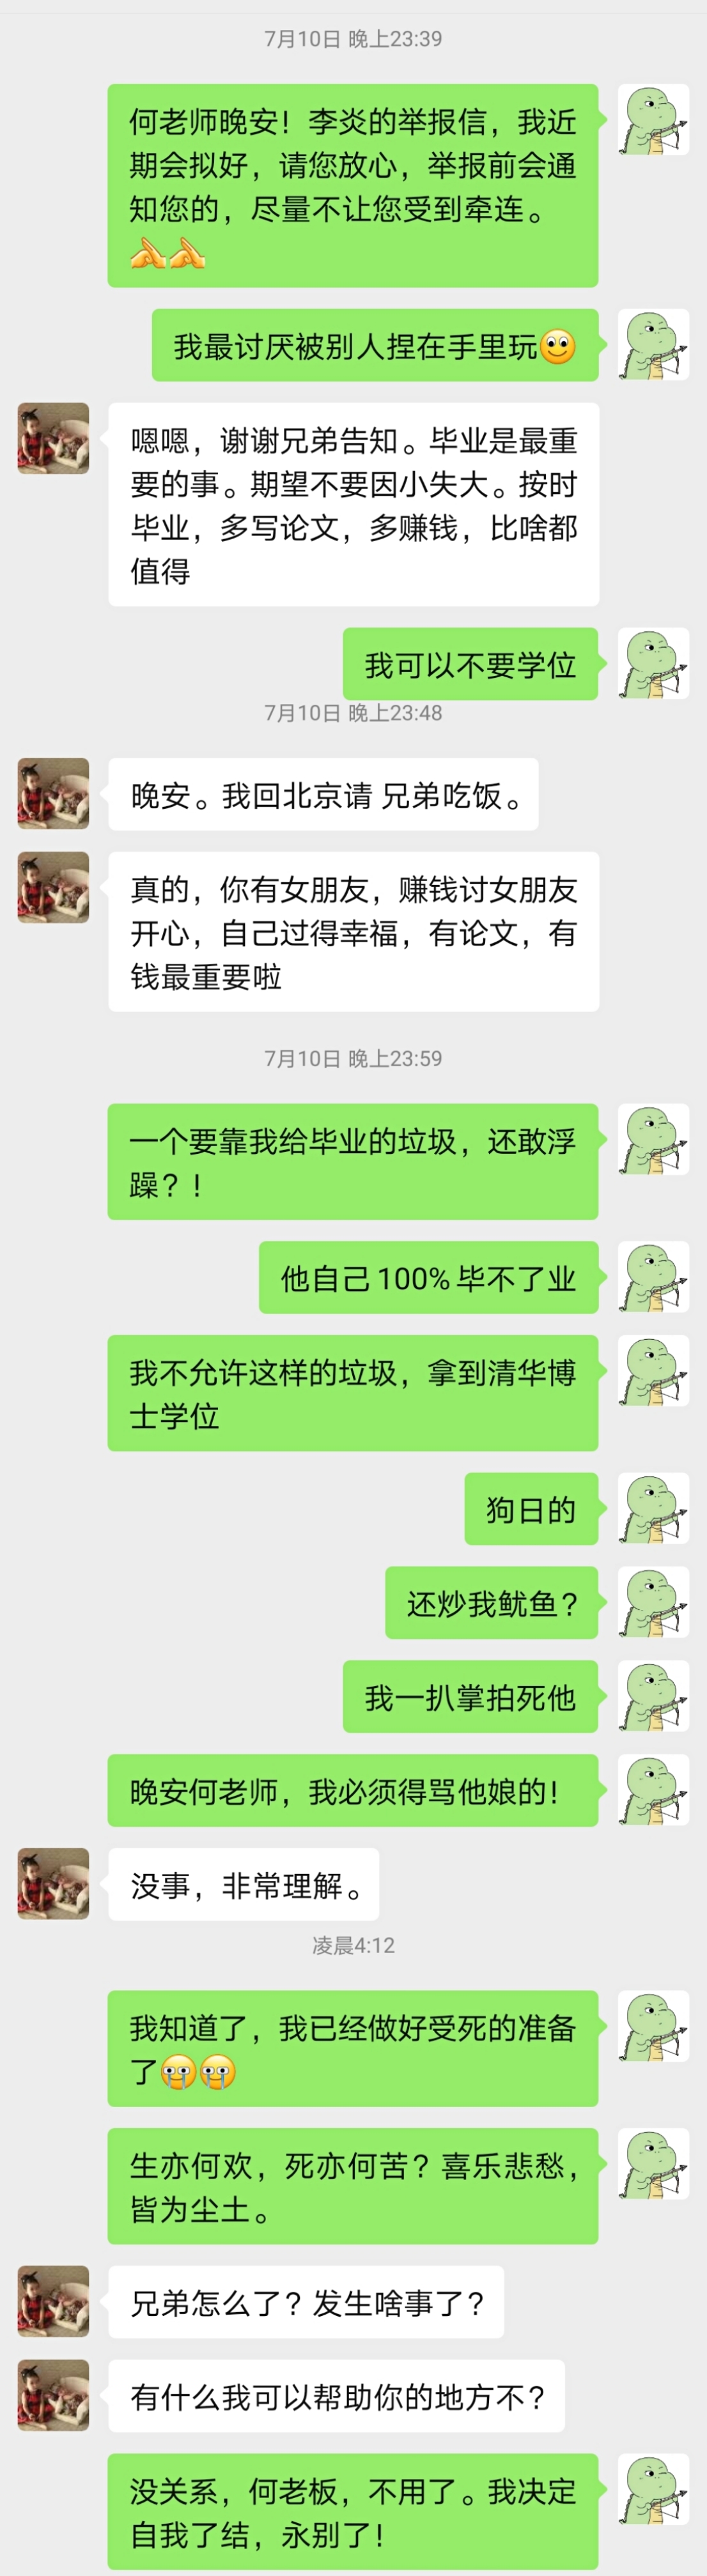 7月10日 晚上23:39
何老师晚安！李炎的举报信，我近
期会拟好，请您放心，举报前会通
知您的，尽量不让您受到牵连。
我最讨厌被别人捏在手里玩
嗯嗯，谢谢兄弟告知。毕业是最重
要的事。期望不要因小失大。按时
毕业，多写论文，多赚钱，比啥都
值得
我可以不要学位
7月10日 晚上23:48
晚安。我回北京请 兄弟吃饭。
真的，你有女朋友，赚钱讨女朋友
开心，自己过得幸福，有论文，有
钱最重要啦
7月10日 晚上23:59
一个要靠我给毕业的垃圾，还敢浮
躁？！
他自己100%毕不了业
我不允许这样的垃圾，拿到清华博
士学位
狗日的
还炒我鱿鱼？
我一扒掌拍死他
晚安何老师，我必须得骂他娘的！
没事，非常理解。
凌晨4:12
我知道了，我已经做好受死的准备
了
生亦何欢，死亦何苦？喜乐悲愁，
皆为尘土。
兄弟怎么了？发生啥事了？
有什么我可以帮助你的地方不？
没关系，何老板，不用了。我决定
自我了结，永别了！